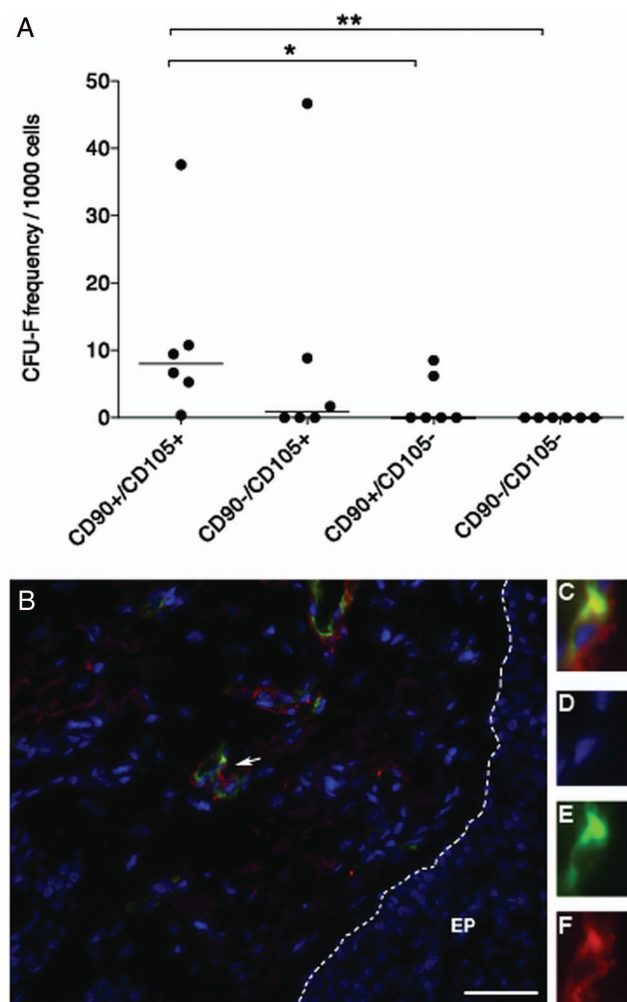 A
**
*
50
40
30
20
10
0
CFU-F frequency / 1000 cells
CD90+/CD105+
CD90-/CD105+
CD90+/CD105-
CD90-/CD105-
B
EP
C
D
E
F